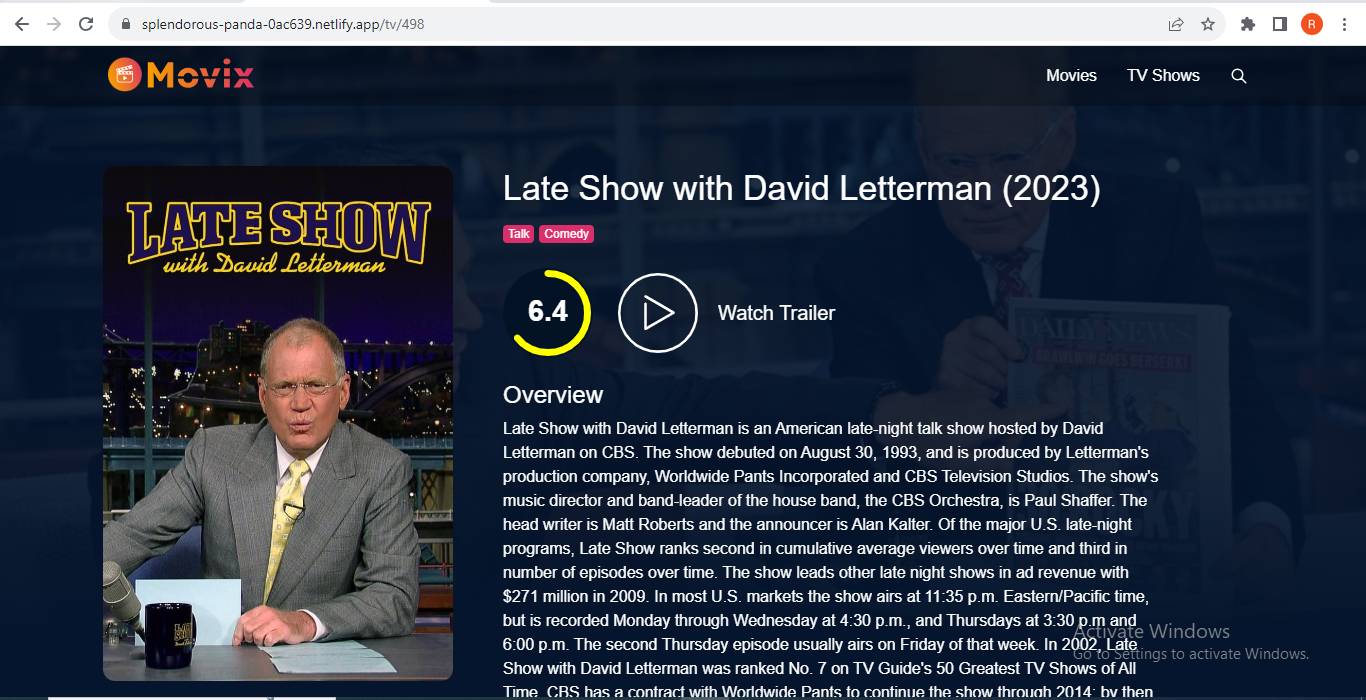 splendorous-panda-0ac639.netlify.app/tv/498
R
Movix
Movies
TV Shows
LATE SHOW
with David Letterman
Late Show with David Letterman (2023)
Talk
Comedy
6.4
Watch Trailer
Overview
Late Show with David Letterman is an American late-night talk show hosted by David
Letterman on CBS. The show debuted on August 30, 1993, and is produced by Letterman's
production company, Worldwide Pants Incorporated and CBS Television Studios. The show's
music director and band-leader of the house band, the CBS Orchestra, is Paul Shaffer. The
head writer is Matt Roberts and the announcer is Alan Kalter. Of the major U.S. late-night
programs, Late Show ranks second in cumulative average viewers over time and third in
number of episodes over time. The show leads other late night shows in ad revenue with
$271 million in 2009. In most U.S. markets the show airs at 11:35 p.m. Eastern/Pacific time,
but is recorded Monday through Wednesday at 4:30 p.m., and Thursdays at 3:30 p.m and
6:00 p.m. The second Thursday episode usually airs on Friday of that week. In 2002, Late
Show with David Letterman was ranked No. 7 on TV Guide's 50 Greatest TV Shows of All
Time. CBS has a contract with Worldwide Pants to continue the show through 2014; by then
DAILY NEWS
BRAWLWIN GOES BERSERK!
LATE SHOW
Activate Windows
Go to Settings to activate Windows.